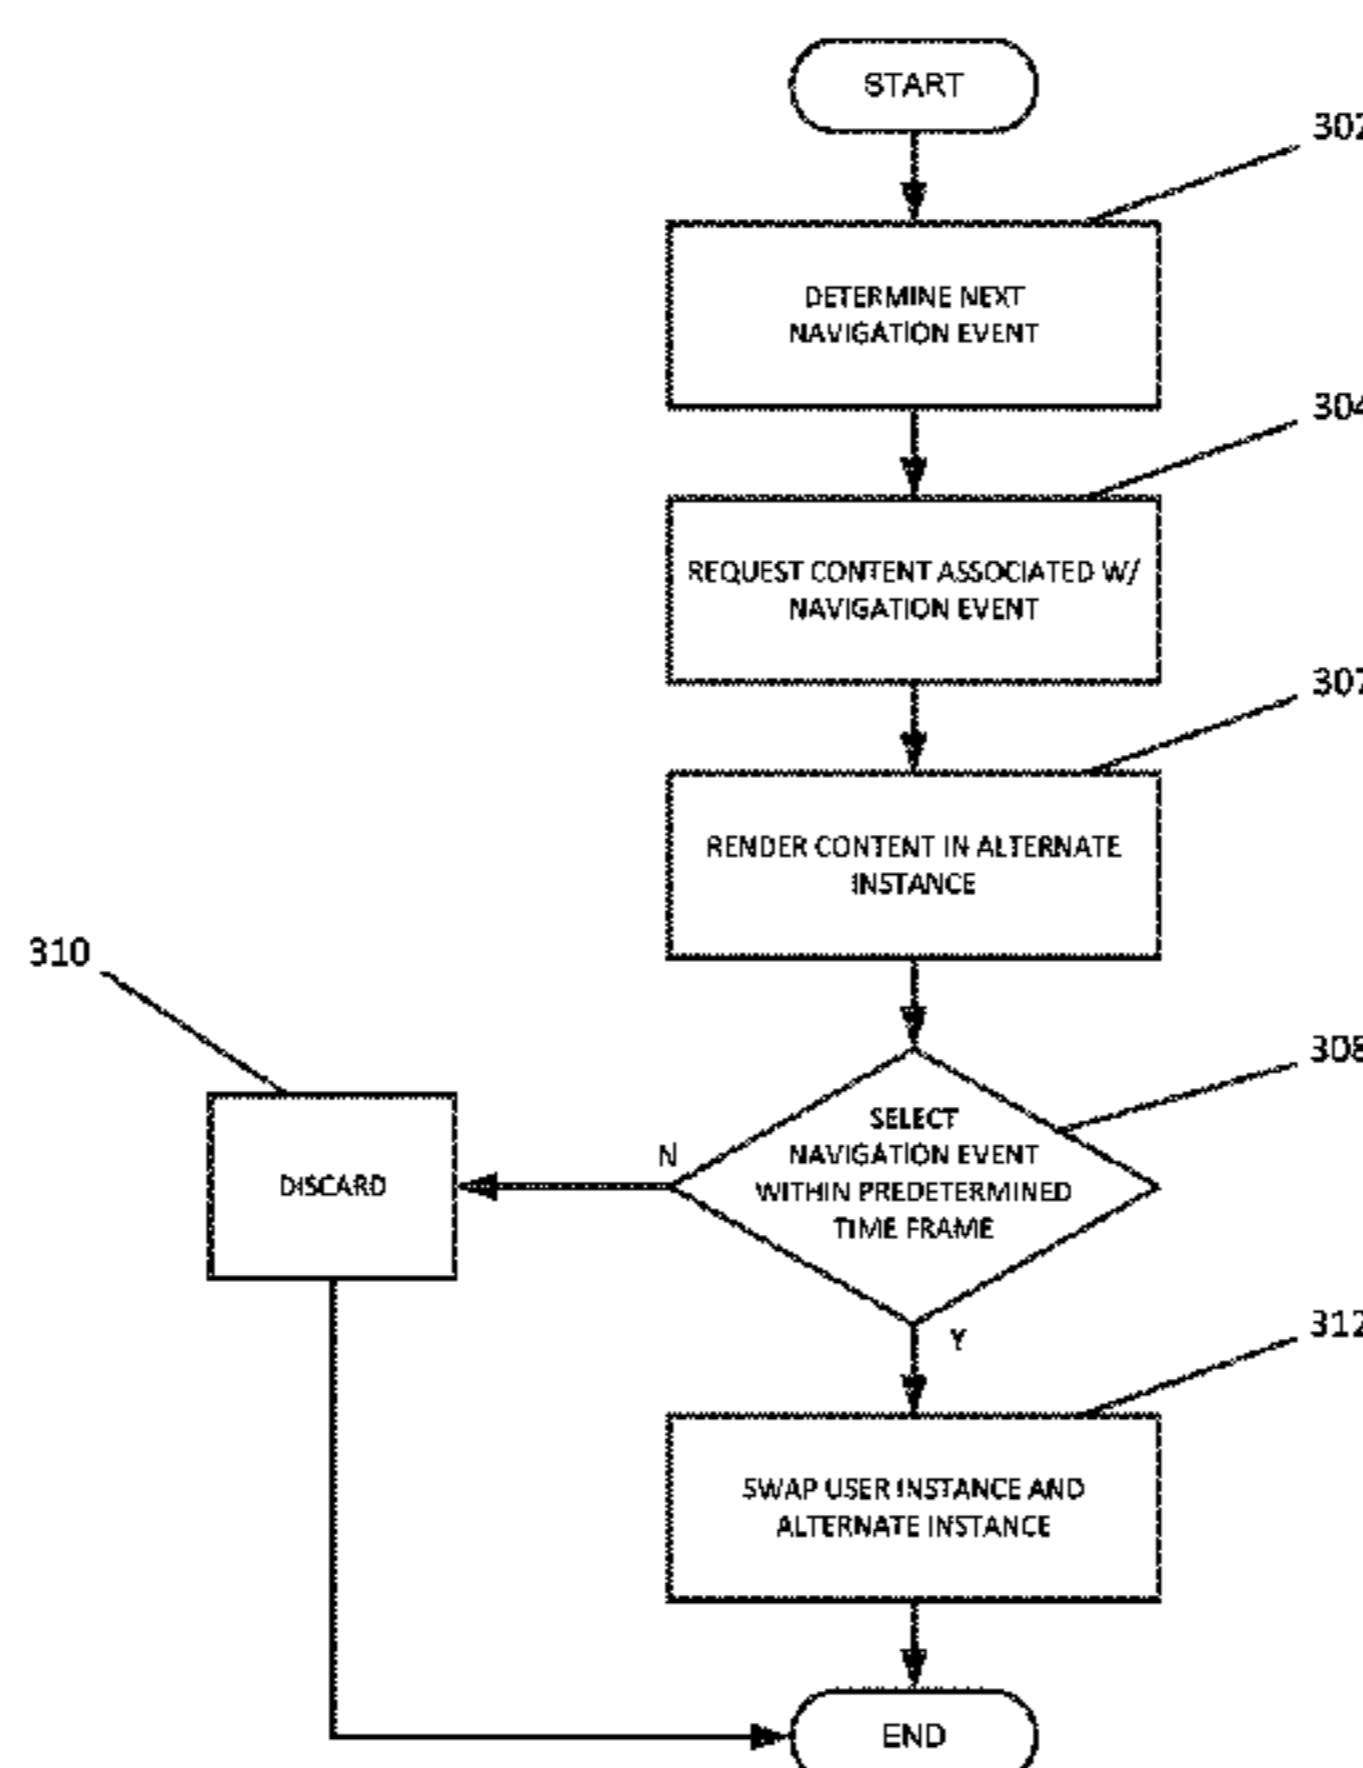 START
302
DETERMINE NEXT
NAVIGATION EVENT
304
REQUEST CONTENT ASSOCIATED W/
NAVIGATION EVENT
307
RENDER CONTENT IN ALTERNATE
INSTANCE
310
308
SELECT
NAVIGATION EVENT
WITHIN PREDETERMINED
TIME FRAME
N
DISCARD
Y
312
SWAP USER INSTANCE AND
ALTERNATE INSTANCE
END